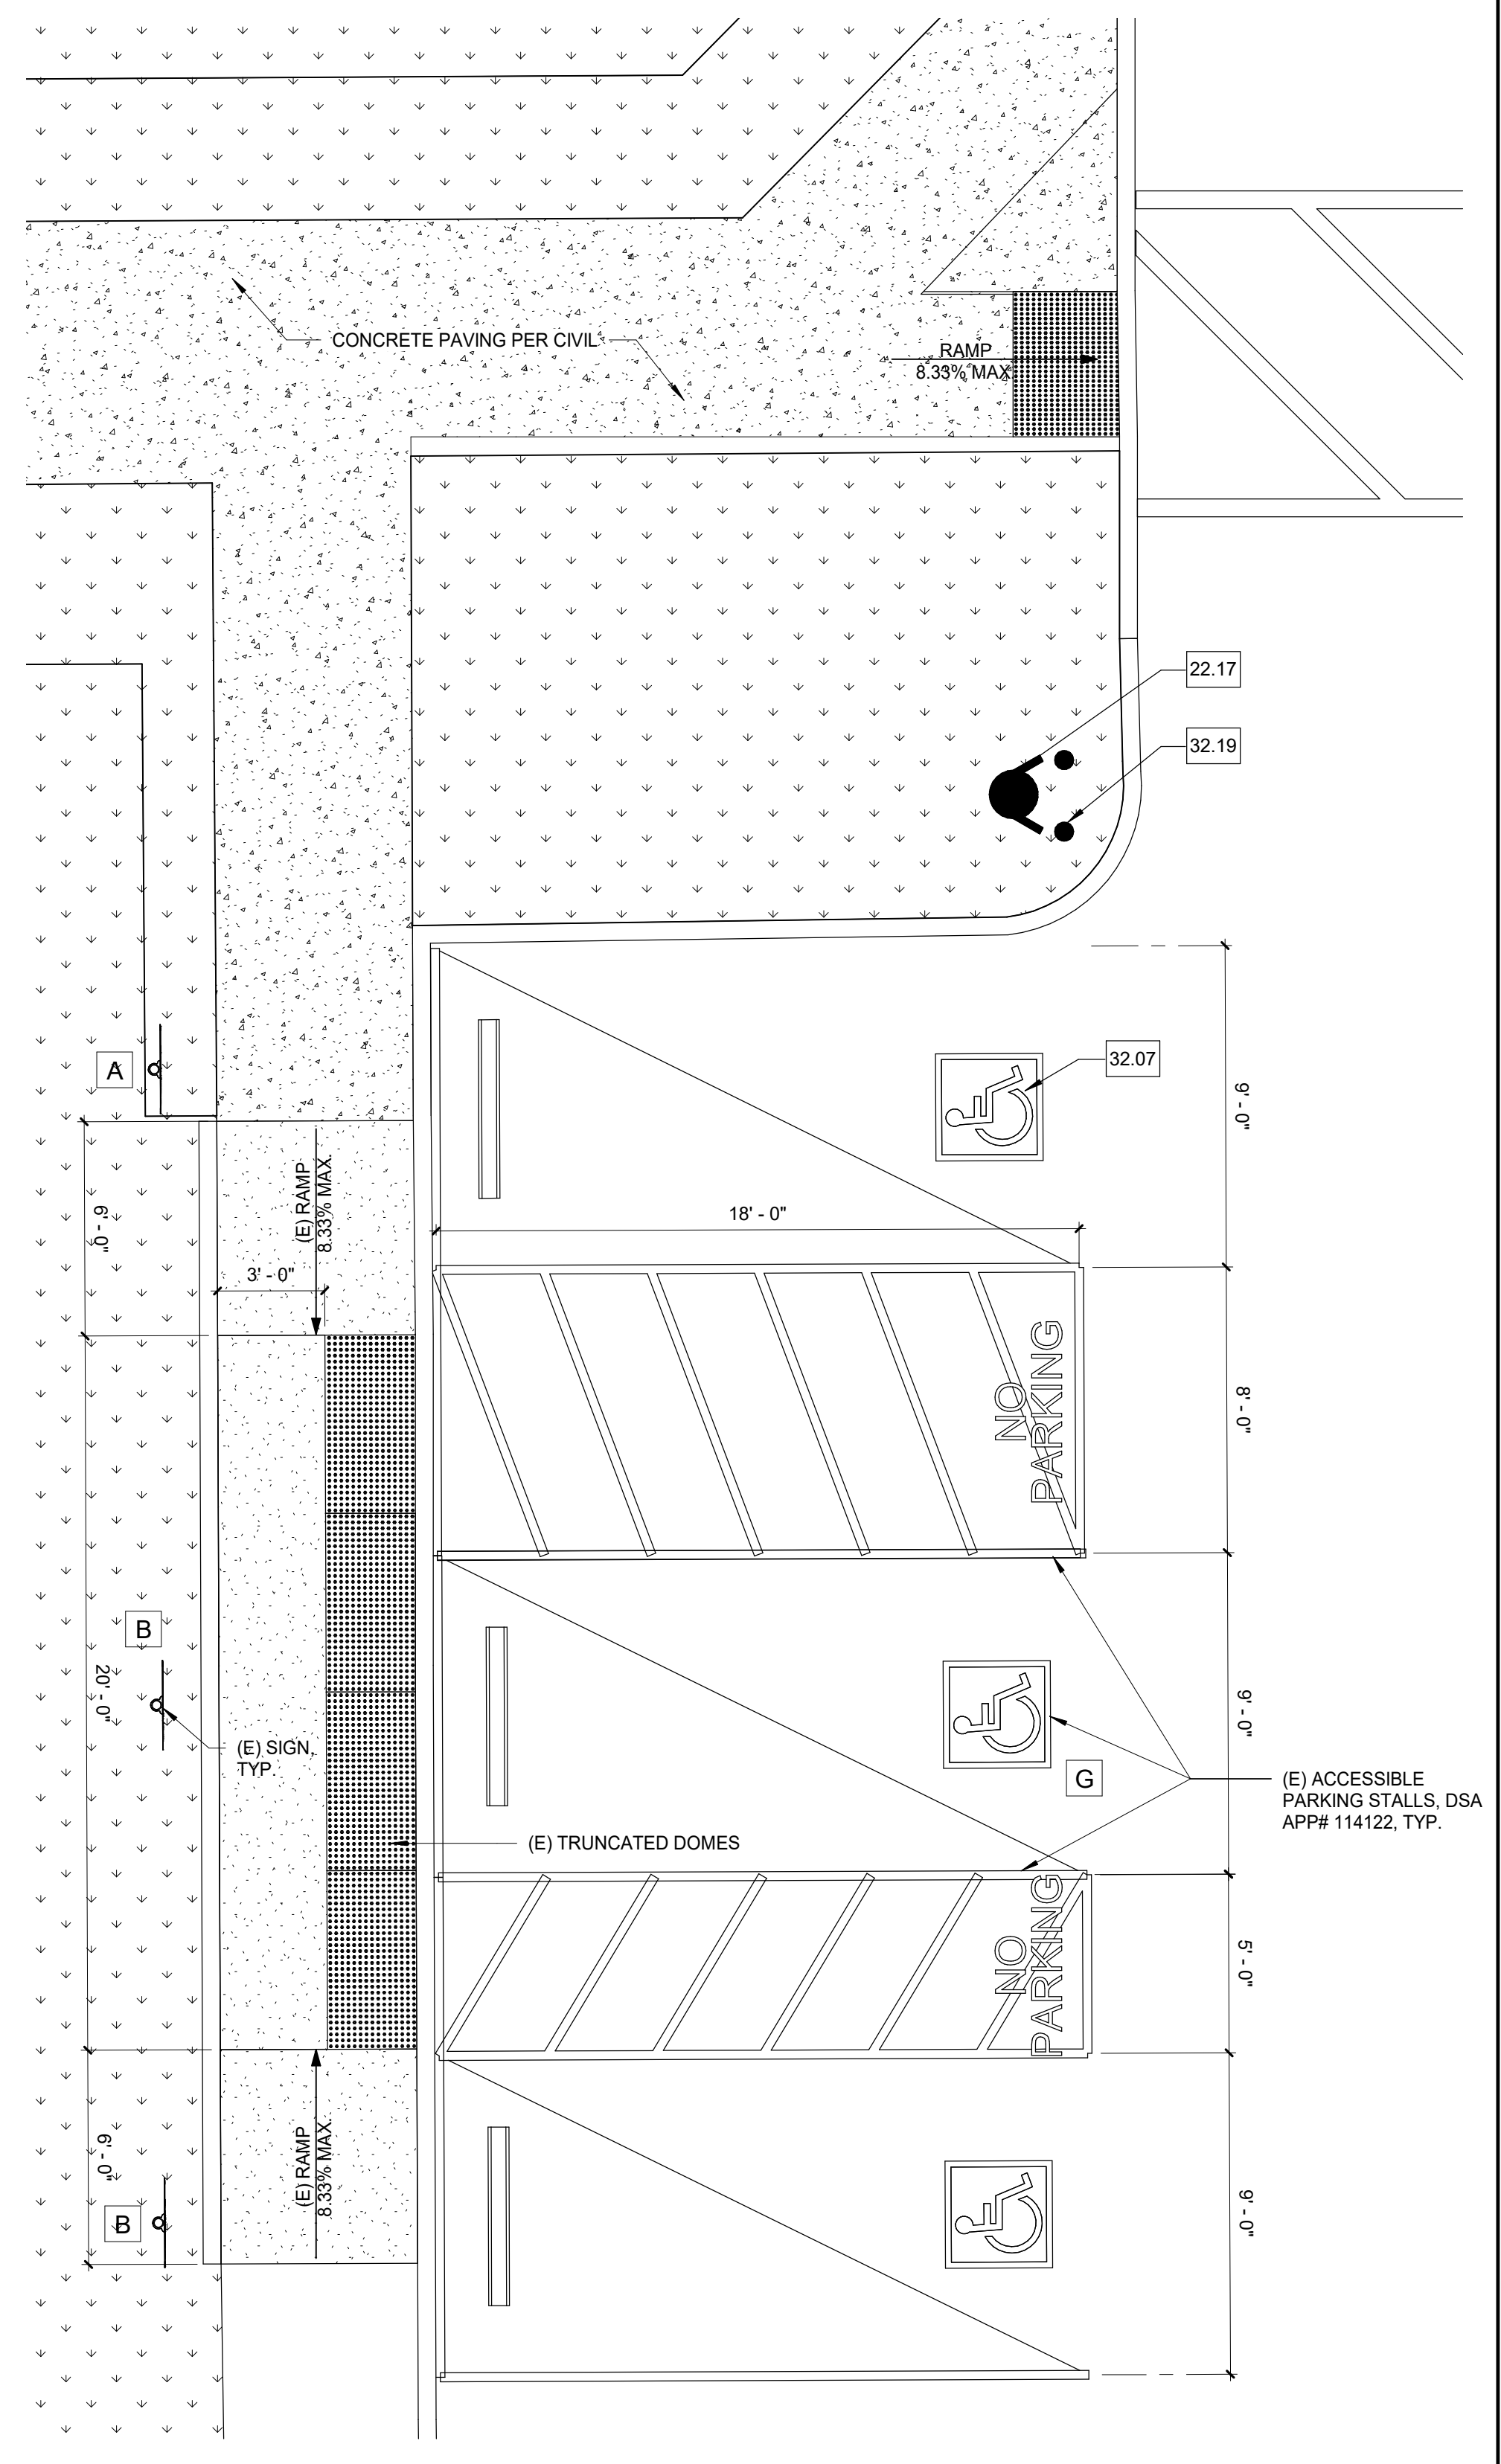 CONCRETE PAVING PER CIVIL
RAMP
8.33% MAX
22.17
32.19
A
32.07
9' - 0"
6' - 0"
(E) RAMP
8.33% MAX.
18' - 0"
3' - 0"
NO
PARKING
8' - 0"
B
20' - 0"
(E) SIGN,
TYP.
9' - 0"
G
(E) ACCESSIBLE
PARKING STALLS, DSA
APP# 114122, TYP.
(E) TRUNCATED DOMES
NO
PARKING
5' - 0"
6' - 0"
(E) RAMP
8.33% MAX.
B
9' - 0"